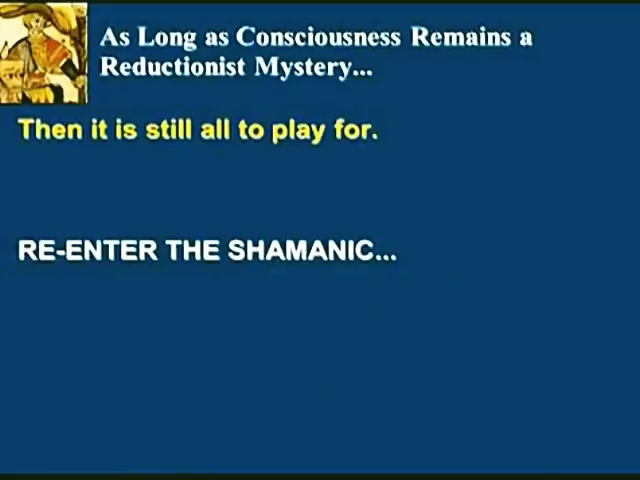 As Long as Consciousness Remains a
Reductionist Mystery...
Then it is still all to play for.
RE-ENTER THE SHAMANIC...